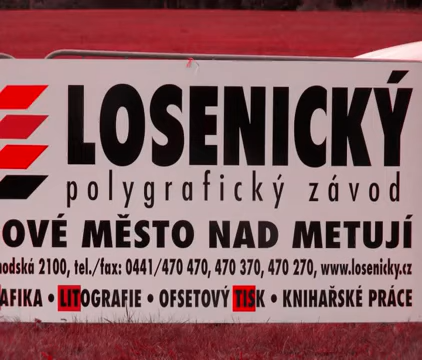 LOSENICKÝ
polygrafický závod
OVÉ MĚSTO NAD METUJÍ
hodská 2100, tel./fax: 0441/470 470, 470 370, 470 270, www.losenicky.cz
AFIKA • LITOGRAFIE • OFSETOVÝ TISK • KNIHAŘSKÉ PRÁCE